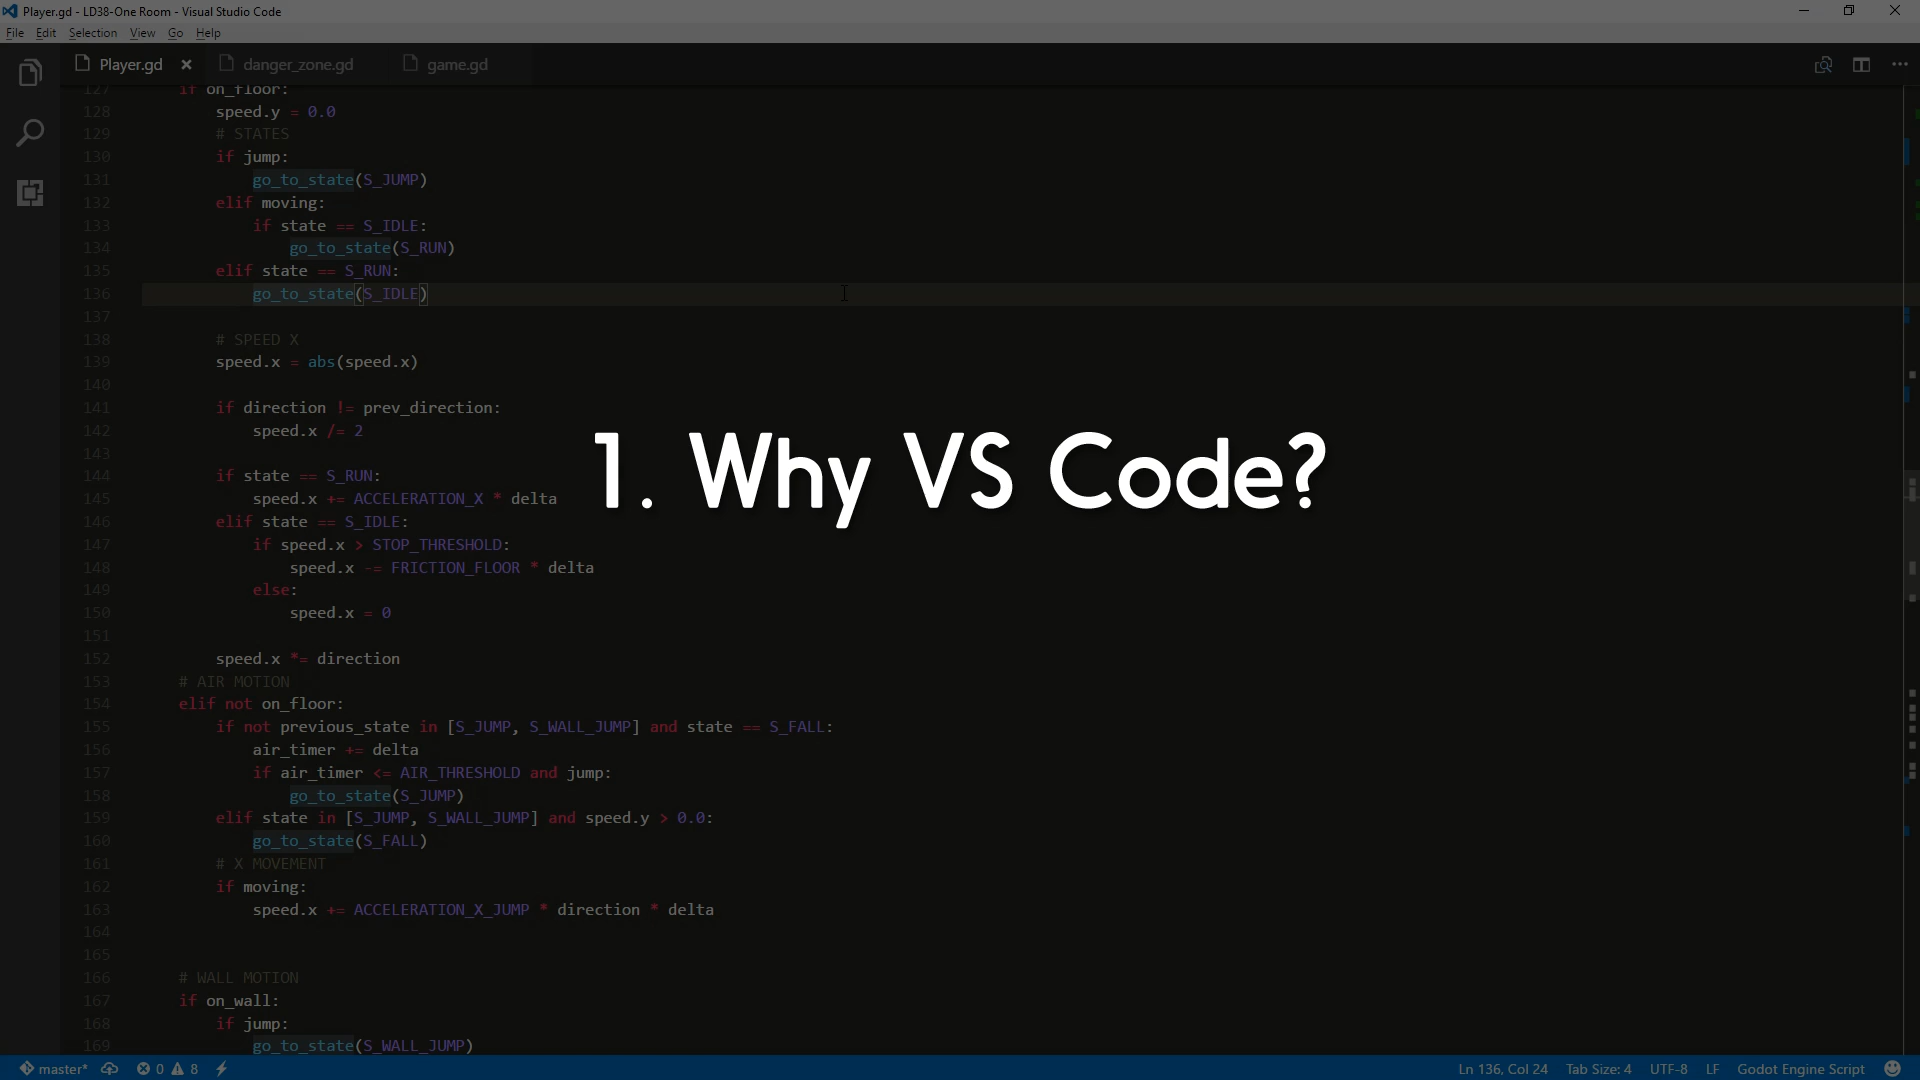 Player.gd - LD38-One Room - Visual Studio Code
File Edit Selection View Go Help
Player.gd danger_zone.gd game.gd
127 if on_floor:
128 speed.y = 0.0
129 # STATES
130 if jump:
131 go_to_state(S_JUMP)
132 elif moving:
133 if state == S_IDLE:
134 go_to_state(S_RUN)
135 elif state == S_RUN:
136 go_to_state(S_IDLE)
137
138 # SPEED X
139 speed.x = abs(speed.x)
140
141 if direction != prev_direction:
142 speed.x /= 2
143
1. Why VS Code?
144 if state == S_RUN:
145 speed.x += ACCELERATION_X * delta
146 elif state == S_IDLE:
147 if speed.x > STOP_THRESHOLD:
148 speed.x -= FRICTION_FLOOR * delta
149 else:
150 speed.x = 0
151
152 speed.x *= direction
153 # AIR MOTION
154 elif not on_floor:
155 if not previous_state in [S_JUMP, S_WALL_JUMP] and state == S_FALL:
156 air_timer += delta
157 if air_timer <= AIR_THRESHOLD and jump:
158 go_to_state(S_JUMP)
159 elif state in [S_JUMP, S_WALL_JUMP] and speed.y > 0.0:
160 go_to_state(S_FALL)
161 # X MOVEMENT
162 if moving:
163 speed.x += ACCELERATION_X_JUMP * direction * delta
164
165
166 # WALL MOTION
167 if on_wall:
168 if jump:
169 go_to_state(S_WALL_JUMP)
master* 0 8 Ln 136, Col 24 Tab Size: 4 UTF-8 LF Godot Engine Script